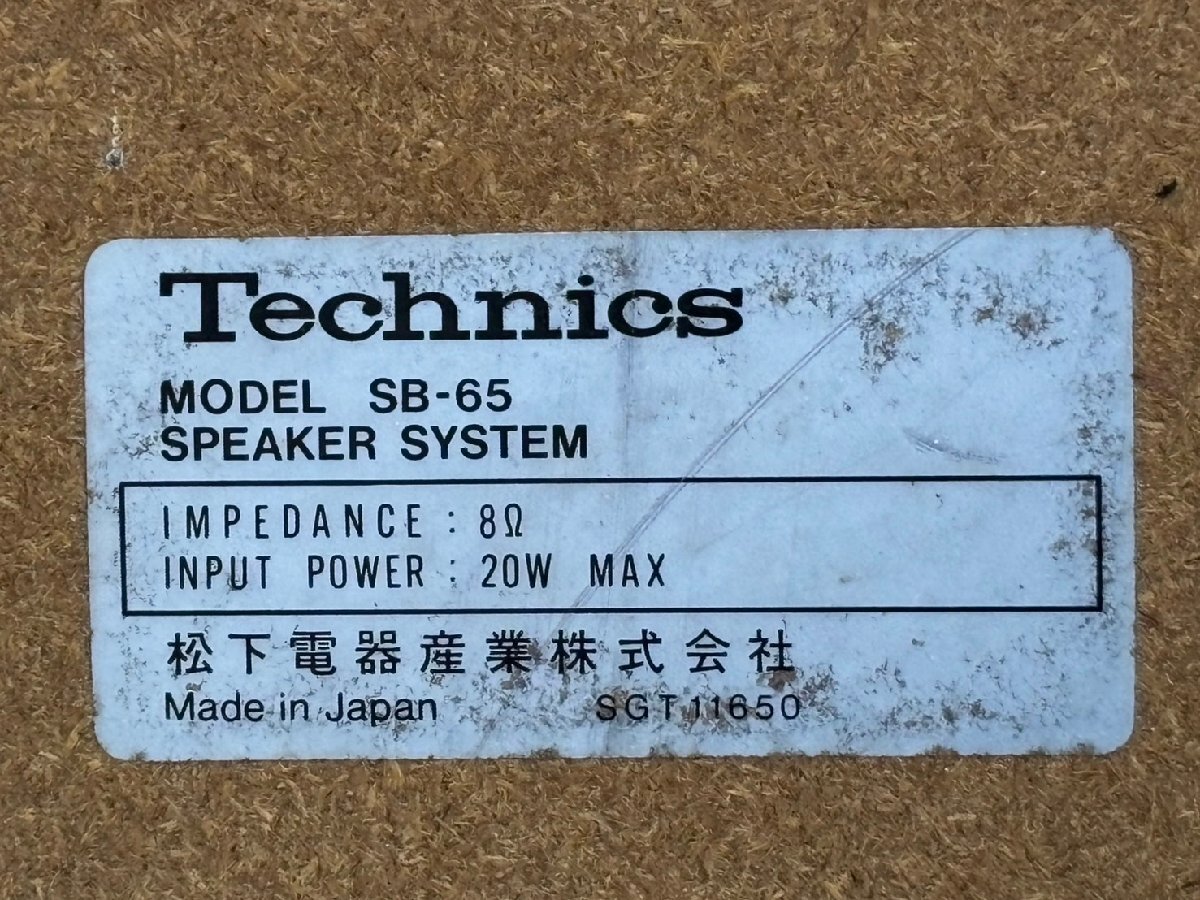 Technics
MODEL SB-65
SPEAKER SYSTEM
IMPEDANCE : 8Ω
INPUT POWER : 20W MAX
松下電器産業株式会社
Made in Japan SGT11650